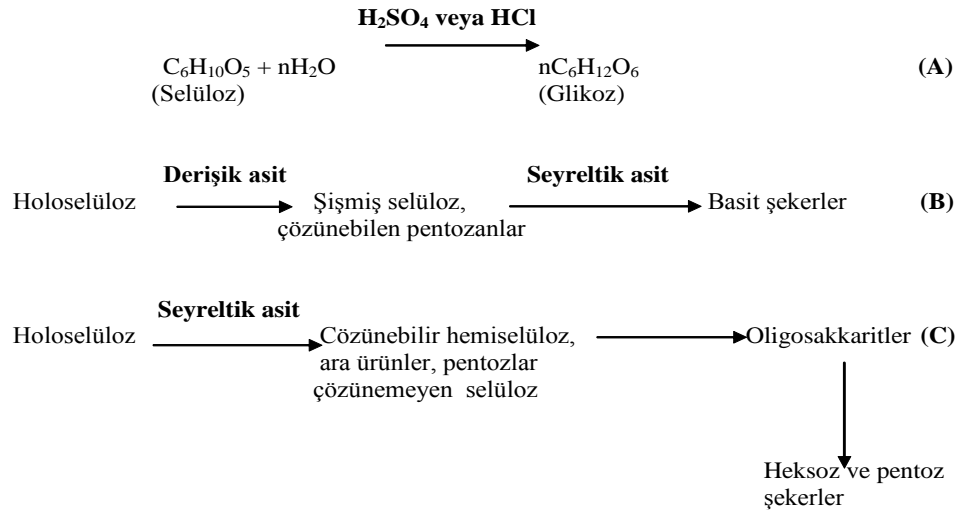 H₂SO₄ veya HCl
C₆H₁₀O₅ + nH₂O nC₆H₁₂O₆ (A)
(Selüloz) (Glikoz)
Derişik asit Seyreltik asit
Holoselüloz Şişmiş selüloz, Basit şekerler (B)
çözünebilen pentozanlar
Seyreltik asit
Holoselüloz Cözünebilir hemiselüloz, Oligosakkaritler (C)
ara ürünler, pentozlar
çözünemeyen selüloz
Heksoz ve pentoz
şekerler